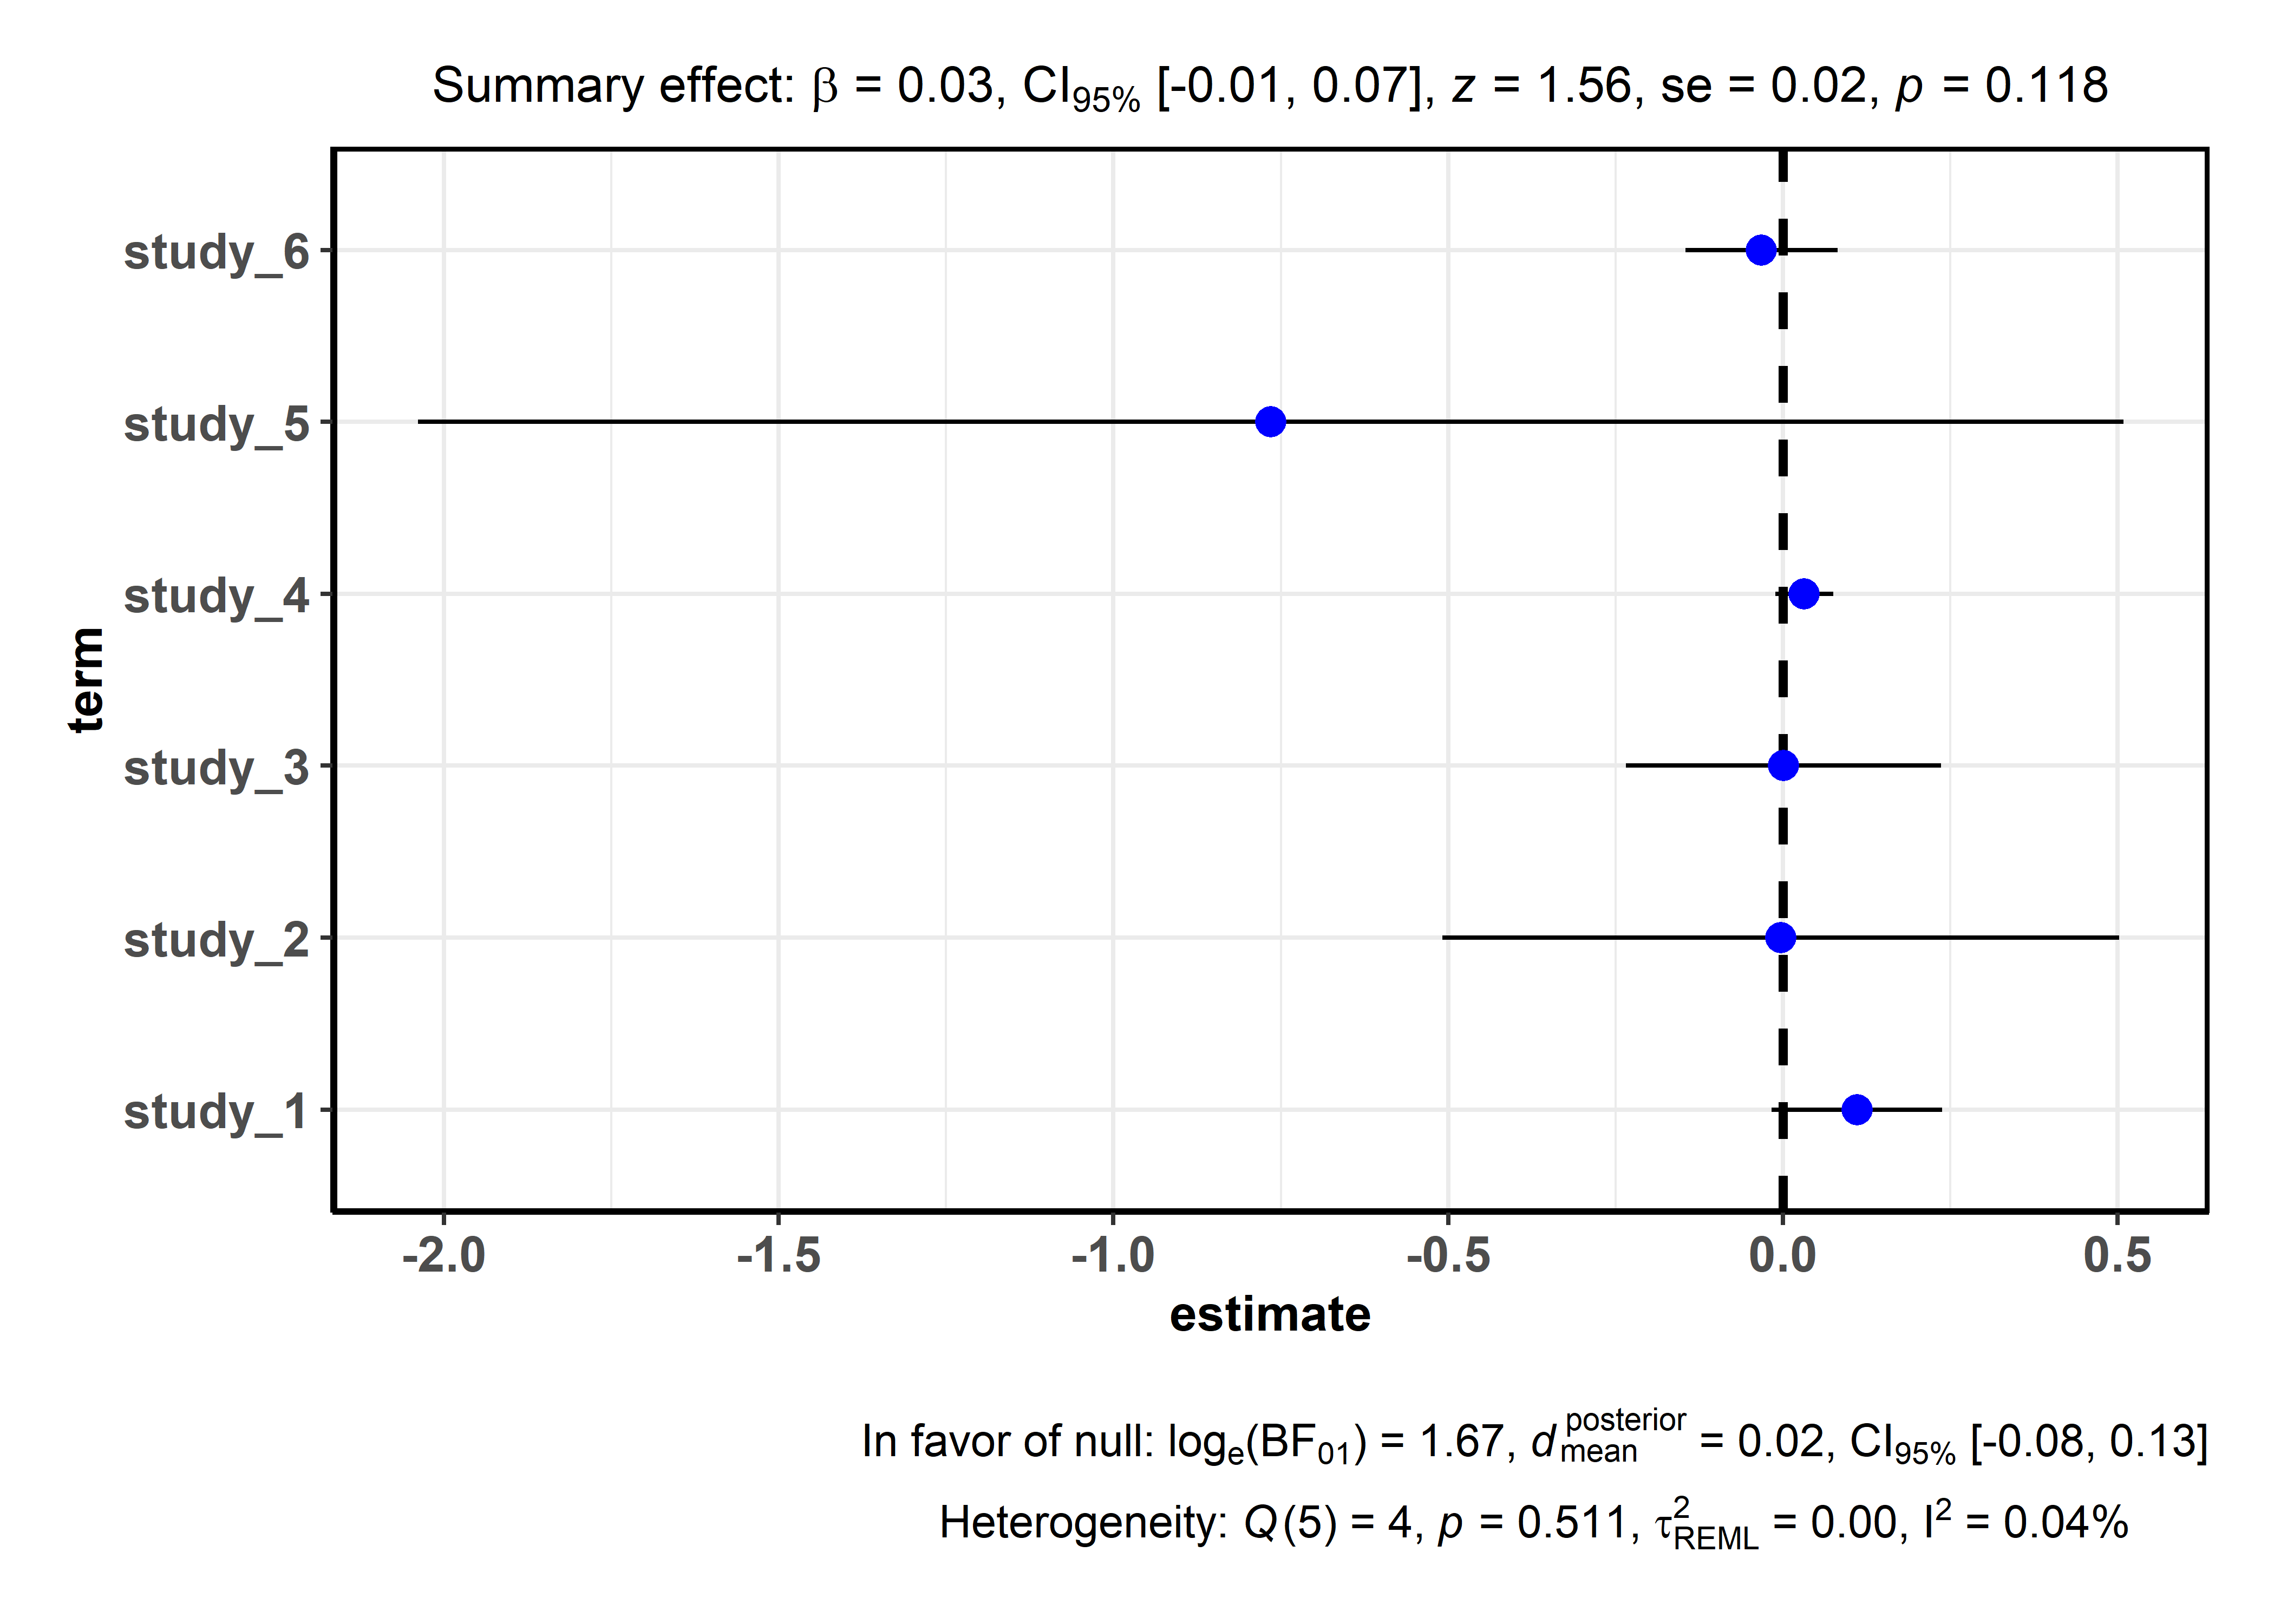 Summary effect: β = 0.03, CI95% [-0.01, 0.07], z = 1.56, se = 0.02, p = 0.118
study_6
study_5
study_4
study_3
study_2
study_1
term
-2.0 -1.5 -1.0 -0.5 0.0 0.5
estimate
In favor of null: loge(BF01) = 1.67, d posterior mean = 0.02, CI95% [-0.08, 0.13]
Heterogeneity: Q(5) = 4, p = 0.511, τ2 REML = 0.00, I2 = 0.04%